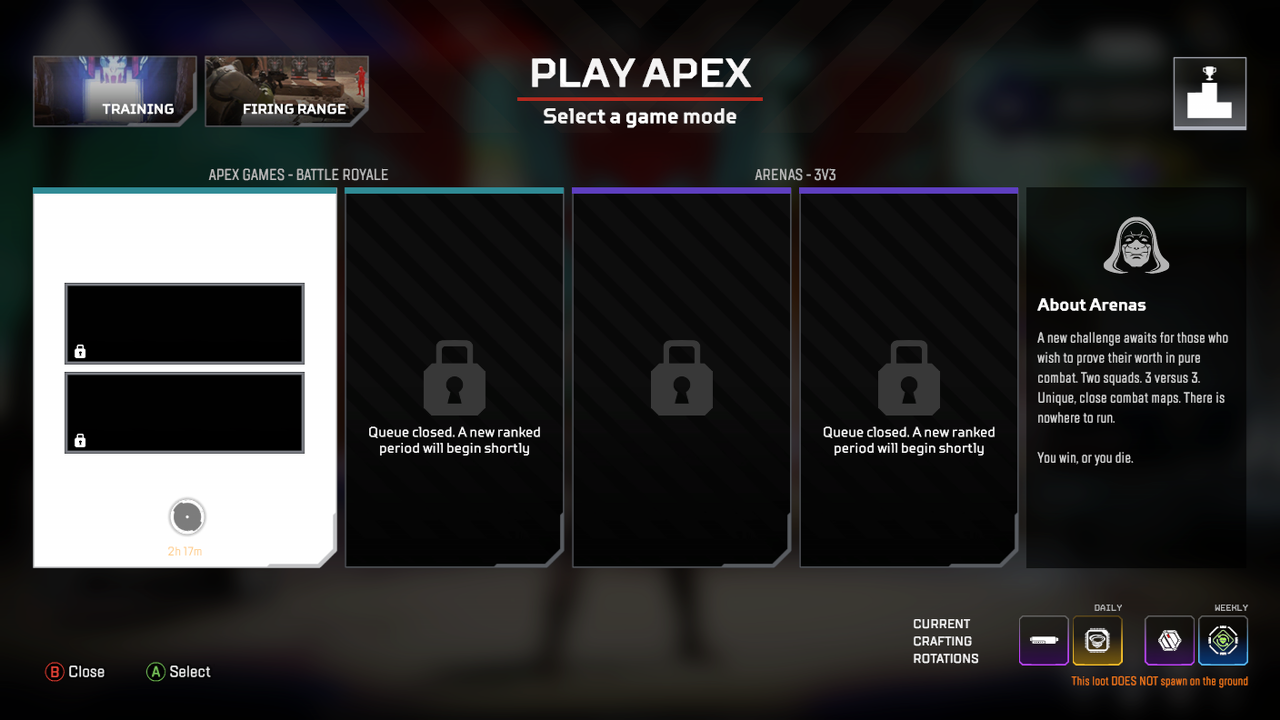 PLAY APEX
Select a game mode
TRAINING
FIRING RANGE
APEX GAMES - BATTLE ROYALE
ARENAS - 3V3
2h 17m
Queue closed. A new ranked
period will begin shortly
Queue closed. A new ranked
period will begin shortly
About Arenas
A new challenge awaits for those who
wish to prove their worth in pure
combat. Two squads. 3 versus 3.
Unique, close combat maps. There is
nowhere to run.
You win, or you die.
CURRENT
CRAFTING
ROTATIONS
DAILY
WEEKLY
This loot DOES NOT spawn on the ground
B Close
A Select